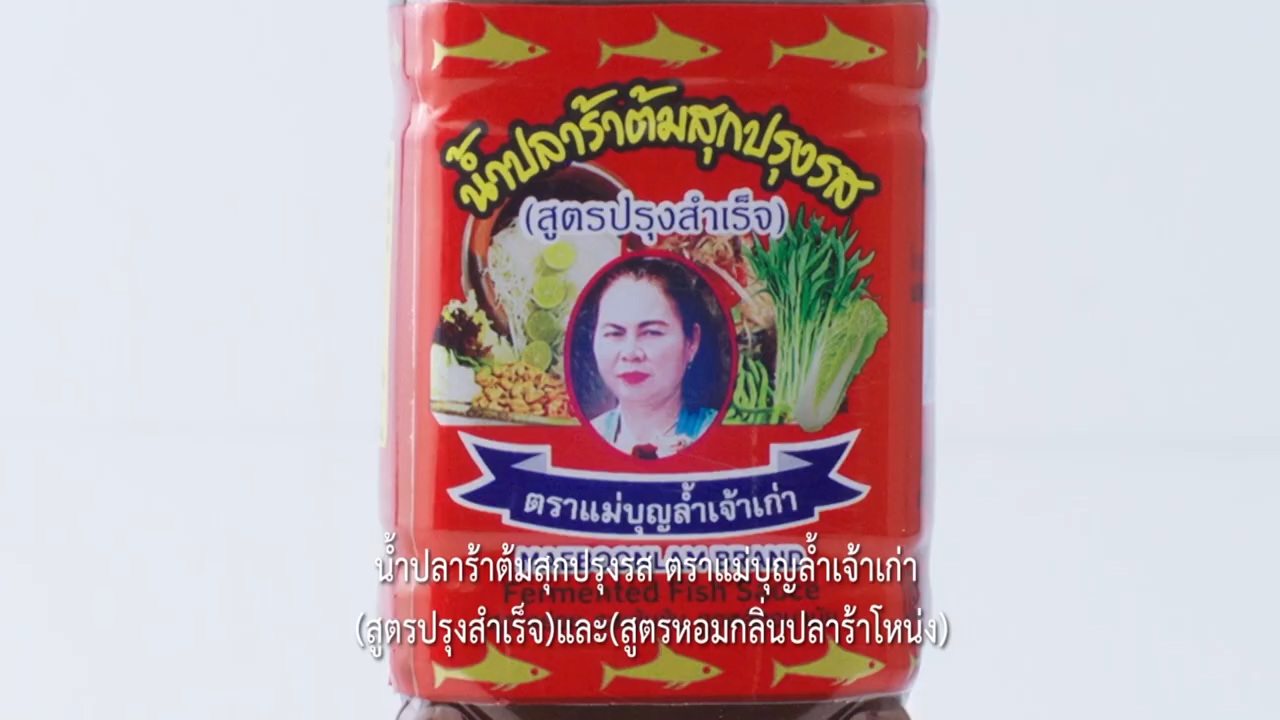 น้ำปลาร้าต้มสุกปรุงรส
(สูตรปรุงสำเร็จ)
ตราแม่บุญล้ำเจ้าเก่า
น้ำปลาร้าต้มสุกปรุงรส ตราแม่บุญล้ำเจ้าเก่า
Fermented Fish Sauce
(สูตรปรุงสำเร็จ)และ(สูตรหอมกลิ่นปลาร้าโหน่ง)